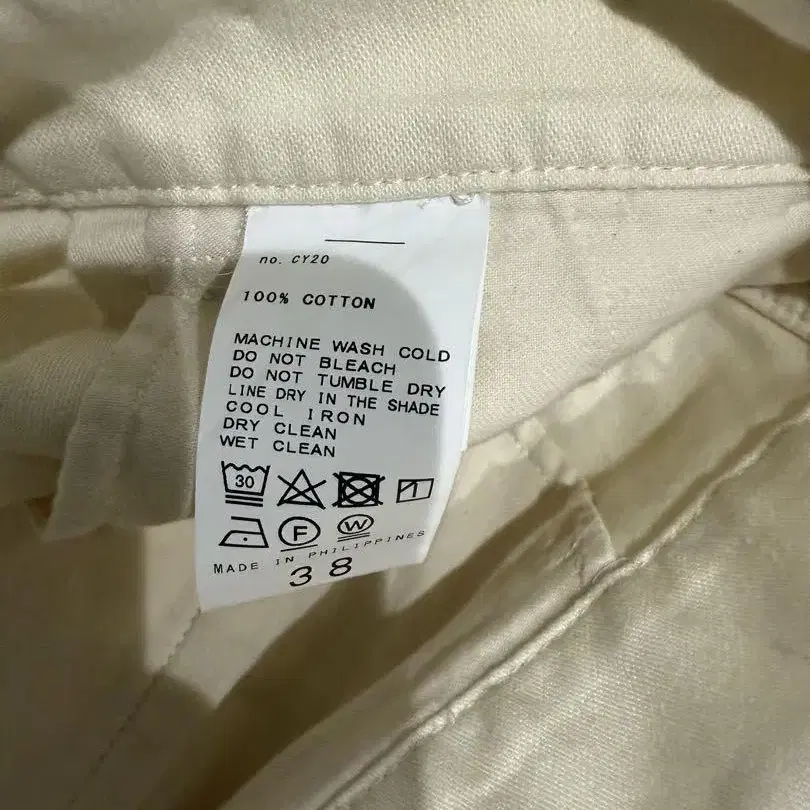 no. CY20
100% COTTON
MACHINE WASH COLD
DO NOT BLEACH
DO NOT TUMBLE DRY
LINE DRY IN THE SHADE
COOL IRON
DRY CLEAN
WET CLEAN
30
F W
MADE IN PHILIPPINES
38